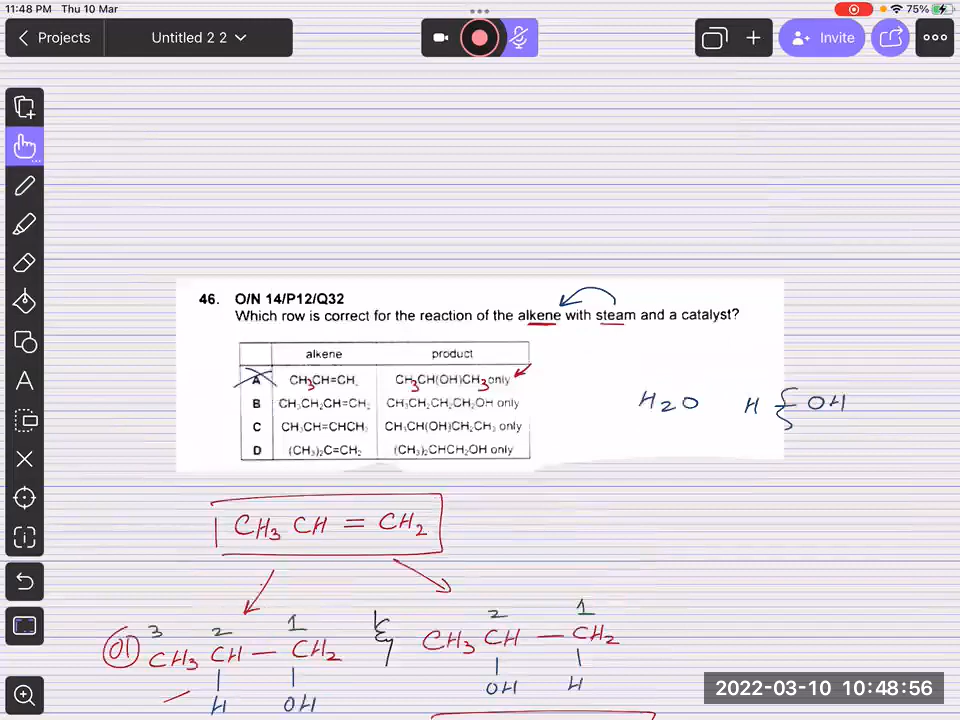 11:48 PM Thu 10 Mar
75%
Projects
Untitled 2 2
Invite
46. O/N 14/P12/Q32
Which row is correct for the reaction of the alkene with steam and a catalyst?
alkene product
A CH3CH=CH2 CH3CH(OH)CH3 only
B CH3CH2CH=CH2 CH3CH2CH2CH2OH only
C CH3CH=CHCH3 CH3CH(OH)CH2CH3 only
D (CH3)2C=CH2 (CH3)2CHCH2OH only
H2O H OH
CH3 CH = CH2
01 3 2 1 & 2 1
CH3 CH — CH2 CH3 CH — CH2
H OH OH H
2022-03-10 10:48:56